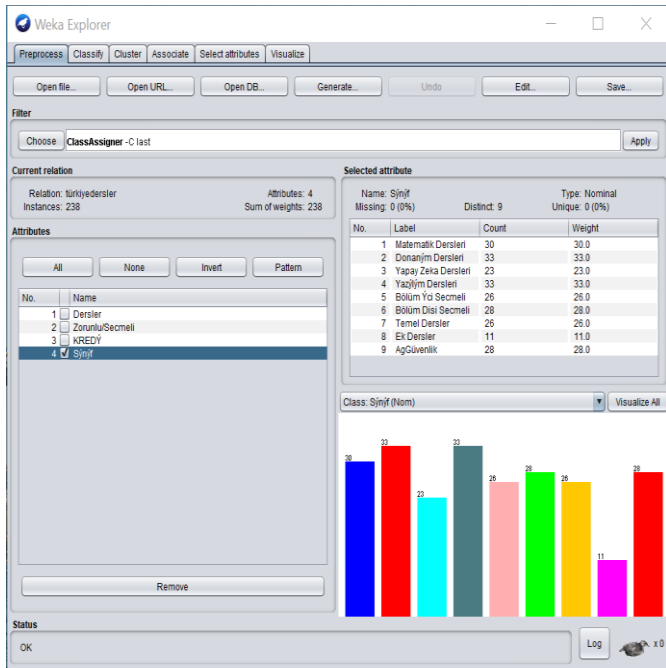 Weka Explorer
Preprocess Classify Cluster Associate Select attributes Visualize
Open file... Open URL... Open DB... Generate... Undo Edit... Save...
Filter
Choose ClassAssigner -C last Apply
Current relation
Relation: türkiyedersler Attributes: 4
Instances: 238 Sum of weights: 238
Attributes
All None Invert Pattern
No. Name
1 Dersler
2 Zorunlu/Secmeli
3 KREDÝ
4 Sýnýf
Remove
Selected attribute
Name: Sýnýf Type: Nominal
Missing: 0 (0%) Distinct: 9 Unique: 0 (0%)
No. Label Count Weight
1 Matematik Dersleri 30 30.0
2 Donaným Dersleri 33 33.0
3 Yapay Zeka Dersleri 23 23.0
4 Yazýlým Dersleri 33 33.0
5 Bölüm Ýci Secmeli 26 26.0
6 Bölüm Disi Secmeli 28 28.0
7 Temel Dersler 26 26.0
8 Ek Dersler 11 11.0
9 AgGüvenlik 28 28.0
Class: Sýnýf (Nom) Visualize All
30 33 23 33 26 28 26 11 28
Status
OK Log x 0